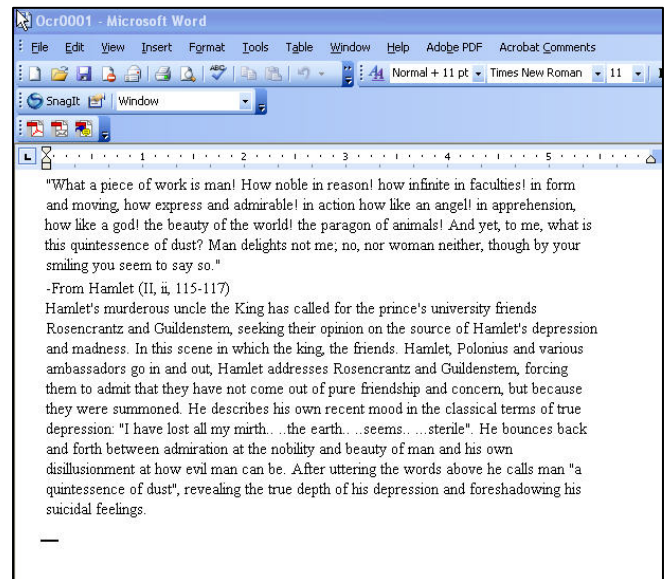 Ocr0001 - Microsoft Word
File Edit View Insert Format Tools Table Window Help Adobe PDF Acrobat Comments
Normal + 11 pt Times New Roman 11
SnagIt Window
1 2 3 4 5
"What a piece of work is man! How noble in reason! how infinite in faculties! in form
and moving, how express and admirable! in action how like an angel! in apprehension,
how like a god! the beauty of the world! the paragon of animals! And yet, to me, what is
this quintessence of dust? Man delights not me; no, nor woman neither, though by your
smiling you seem to say so."
-From Hamlet (II, ii, 115-117)
Hamlet's murderous uncle the King has called for the prince's university friends
Rosencrantz and Guildenstem, seeking their opinion on the source of Hamlet's depression
and madness. In this scene in which the king, the friends. Hamlet, Polonius and various
ambassadors go in and out, Hamlet addresses Rosencrantz and Guildenstem, forcing
them to admit that they have not come out of pure friendship and concern, but because
they were summoned. He describes his own recent mood in the classical terms of true
depression: "I have lost all my mirth.. ..the earth.. ..seems.. ...sterile". He bounces back
and forth between admiration at the nobility and beauty of man and his own
disillusionment at how evil man can be. After uttering the words above he calls man "a
quintessence of dust", revealing the true depth of his depression and foreshadowing his
suicidal feelings.